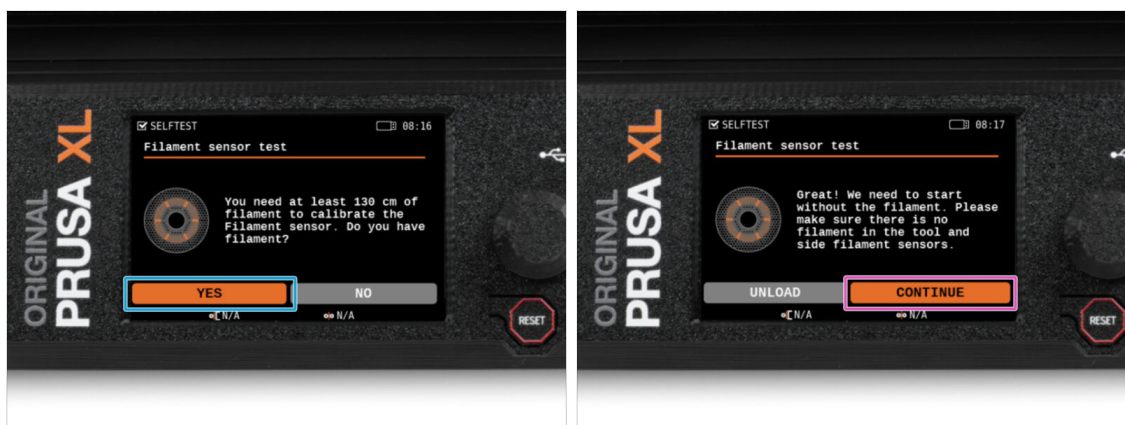 ORIGINAL
PRUSA XL
SELFTEST
08:16
Filament sensor test
You need at least 130 cm of
filament to calibrate the
Filament sensor. Do you have
filament?
YES
NO
N/A
N/A
RESET
ORIGINAL
PRUSA XL
SELFTEST
08:17
Filament sensor test
Great! We need to start
without the filament. Please
make sure there is no
filament in the tool and
side filament sensors.
UNLOAD
CONTINUE
N/A
N/A
RESET